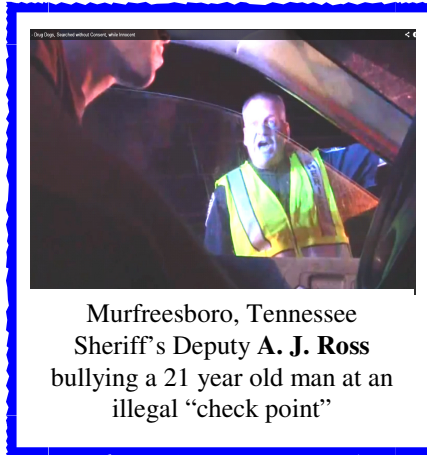 - Drug Dogs, Searched without Consent, while Innocent
Murfreesboro, Tennessee
Sheriff's Deputy A. J. Ross
bullying a 21 year old man at an
illegal “check point”